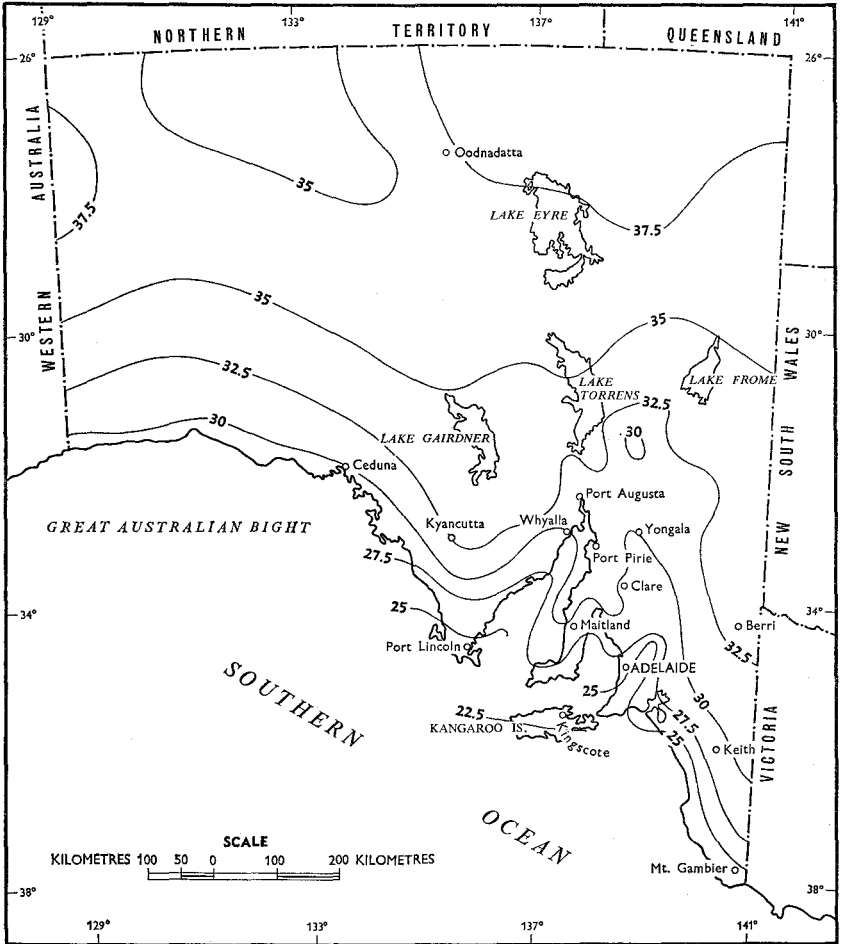 129° 133° 137° 141°
NORTHERN TERRITORY QUEENSLAND
26° 26°
WESTERN AUSTRALIA
Oodnadatta
35
37.5
LAKE EYRE
37.5
35
35
30° 30°
32.5
LAKE TORRENS
LAKE FROME
NEW SOUTH WALES
32.5
30
30
LAKE GAIRDNER
Ceduna
Port Augusta
GREAT AUSTRALIAN BIGHT
Kyancutta
Whyalla
Yongala
27.5
Port Pirie
Clare
25
34° 34°
Maitland
Berri
Port Lincoln
32.5
ADELAIDE
25
SOUTHERN
30
22.5
27.5
KANGAROO IS.
Kingscote
25
Keith
VICTORIA
OCEAN
SCALE
KILOMETRES 100 50 0 100 200 KILOMETRES
Mt. Gambier
38° 38°
129° 133° 137° 141°